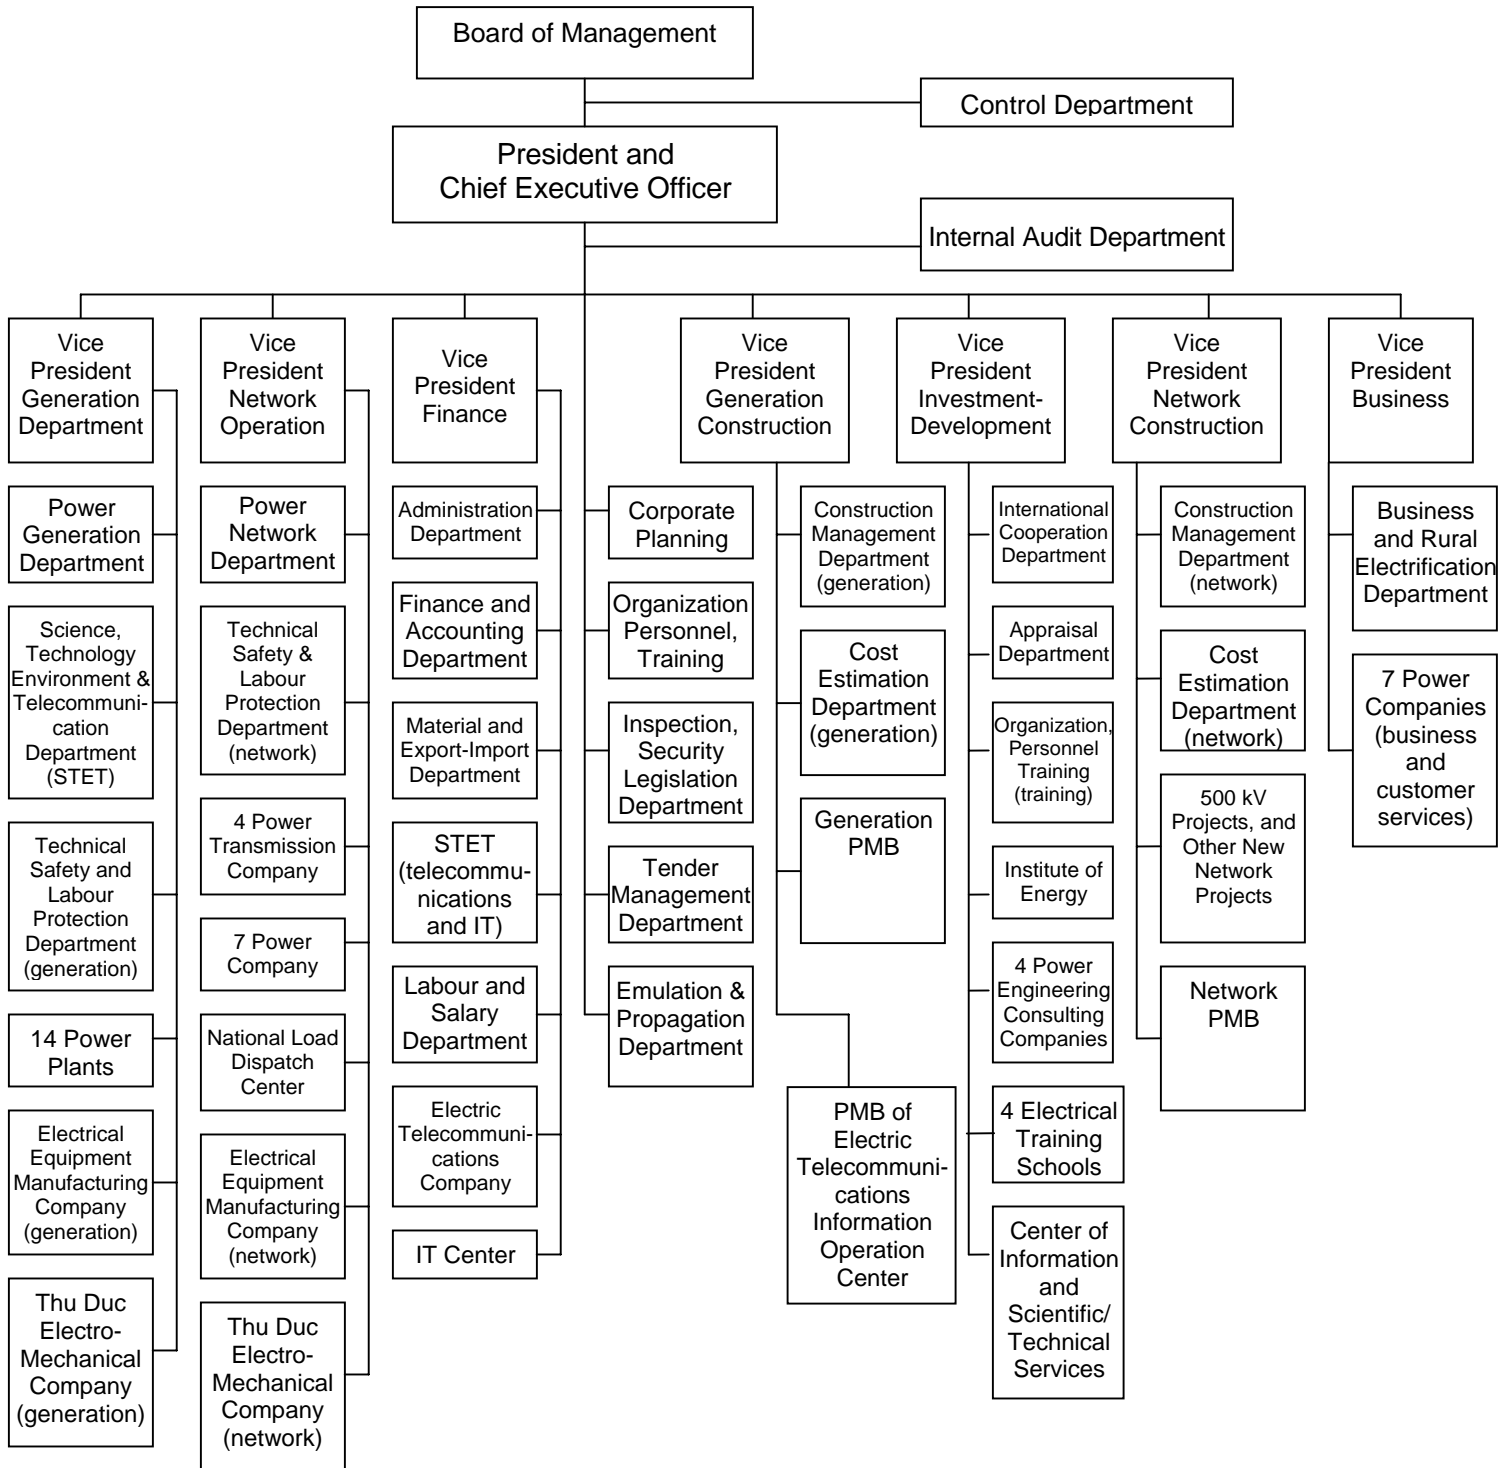 Board of Management
Control Department
President and
Chief Executive Officer
Internal Audit Department
Vice
President
Generation
Department
Vice
President
Network
Operation
Vice
President
Finance
Vice
President
Generation
Construction
Vice
President
Investment-
Development
Vice
President
Network
Construction
Vice
President
Business
Power
Generation
Department
Science,
Technology
Environment &
Telecommuni-
cation
Department
(STET)
Technical
Safety and
Labour
Protection
Department
(generation)
14 Power
Plants
Electrical
Equipment
Manufacturing
Company
(generation)
Thu Duc
Electro-
Mechanical
Company
(generation)
Power
Network
Department
Technical
Safety &
Labour
Protection
Department
(network)
4 Power
Transmission
Company
7 Power
Company
National Load
Dispatch
Center
Electrical
Equipment
Manufacturing
Company
(network)
Thu Duc
Electro-
Mechanical
Company
(network)
Administration
Department
Finance and
Accounting
Department
Material and
Export-Import
Department
STET
(telecommu-
nications
and IT)
Labour and
Salary
Department
Electric
Telecommuni-
cations
Company
IT Center
Corporate
Planning
Organization
Personnel,
Training
Inspection,
Security
Legislation
Department
Tender
Management
Department
Emulation &
Propagation
Department
Construction
Management
Department
(generation)
Cost
Estimation
Department
(generation)
Generation
PMB
PMB of
Electric
Telecommuni-
cations
Information
Operation
Center
International
Cooperation
Department
Appraisal
Department
Organization,
Personnel
Training
(training)
Institute of
Energy
4 Power
Engineering
Consulting
Companies
4 Electrical
Training
Schools
Center of
Information
and
Scientific/
Technical
Services
Construction
Management
Department
(network)
Cost
Estimation
Department
(network)
500 kV
Projects, and
Other New
Network
Projects
Network
PMB
Business
and Rural
Electrification
Department
7 Power
Companies
(business
and
customer
services)